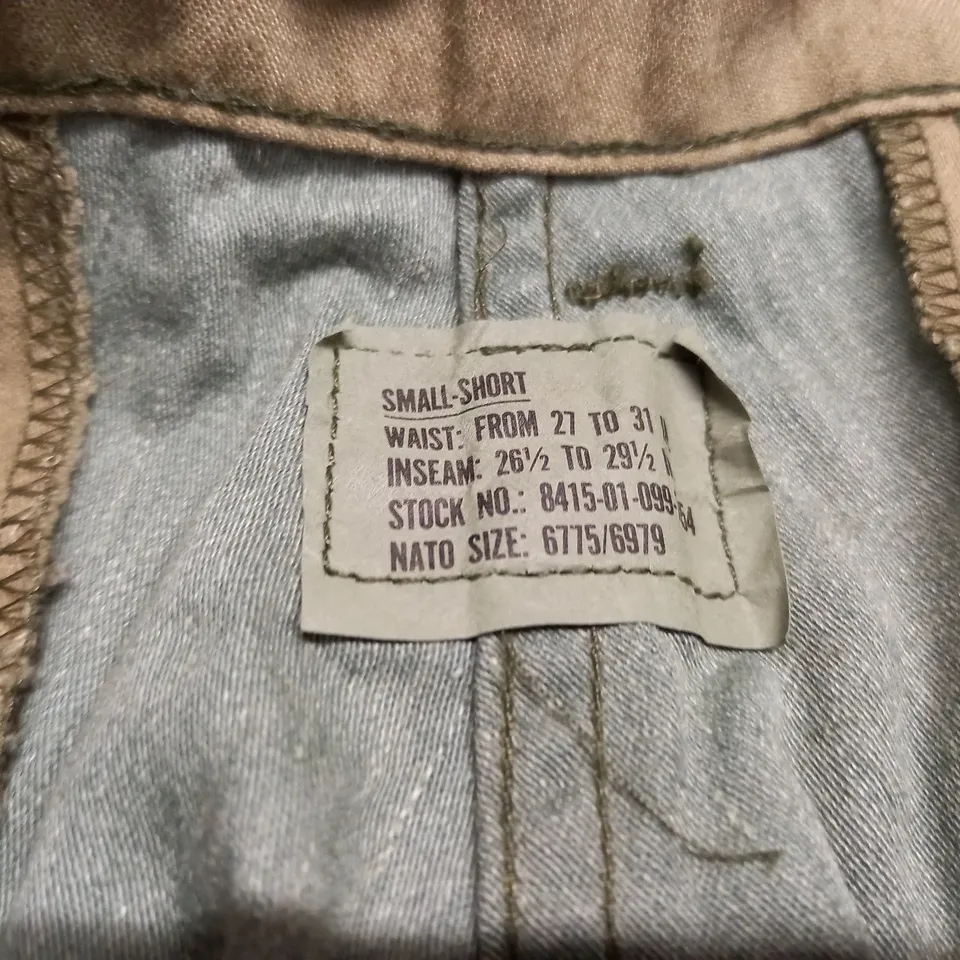 SMALL-SHORT
WAIST: FROM 27 TO 31
INSEAM: 26½ TO 29½
STOCK NO.: 8415-01-099-
NATO SIZE: 6775/6979